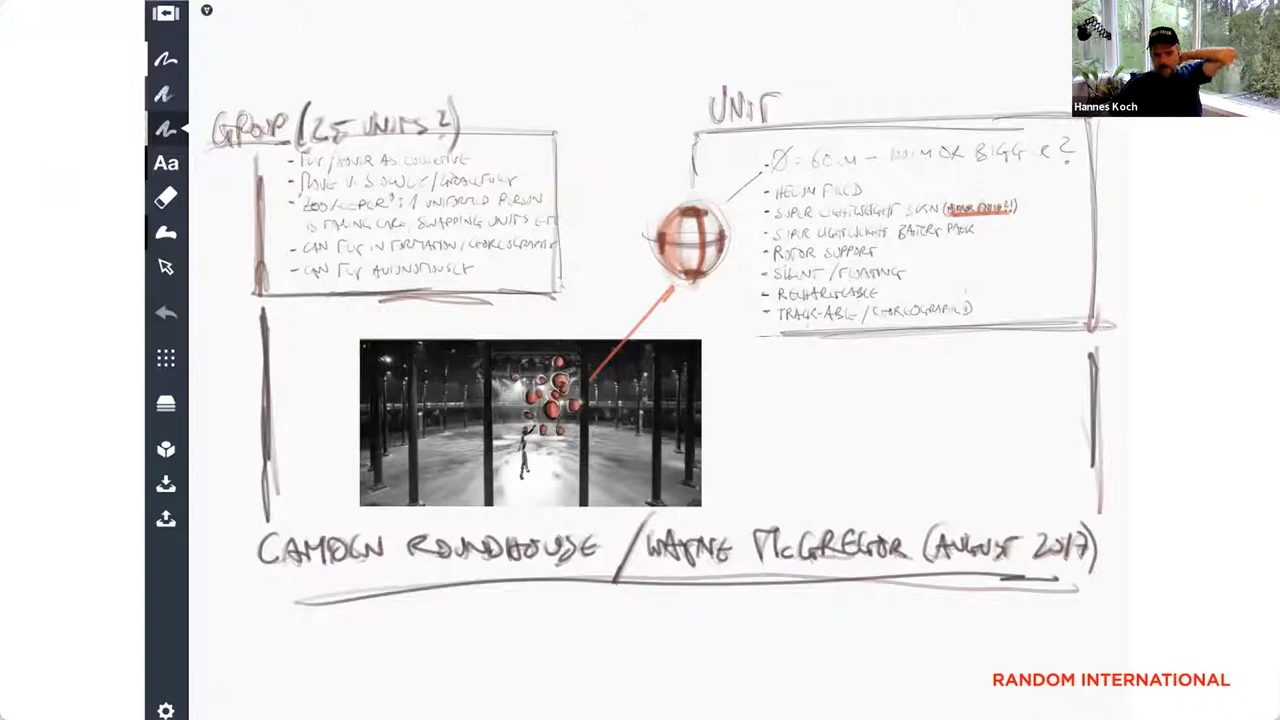 GROUP (25 UNITS?)
- FLY/HOVER AS COLLECTIVE
- MOVE V. SLOWLY/GRACEFULLY
- "ZOOKEEPER": 1 UNIFORMED PERSON
IS TAKING CARE, SWAPPING UNITS ETC
- CAN FLY IN FORMATION/CHOREOGRAPHIC
- CAN FLY AUTONOMOUSLY
UNIT
- Ø = 60CM - OR BIGGER?
- HELIUM FILLED
- SUPER LIGHTWEIGHT SKIN
- SUPER LIGHTWEIGHT BATTERY PACK
- ROTOR SUPPORT
- SILENT/FLOATING
- RECHARGEABLE
- TRACK-ABLE/CHOREOGRAPHIC
CAMDEN ROUNDHOUSE / WAYNE McGREGOR (AUGUST 2017)
Aa
Hannes Koch
RANDOM INTERNATIONAL